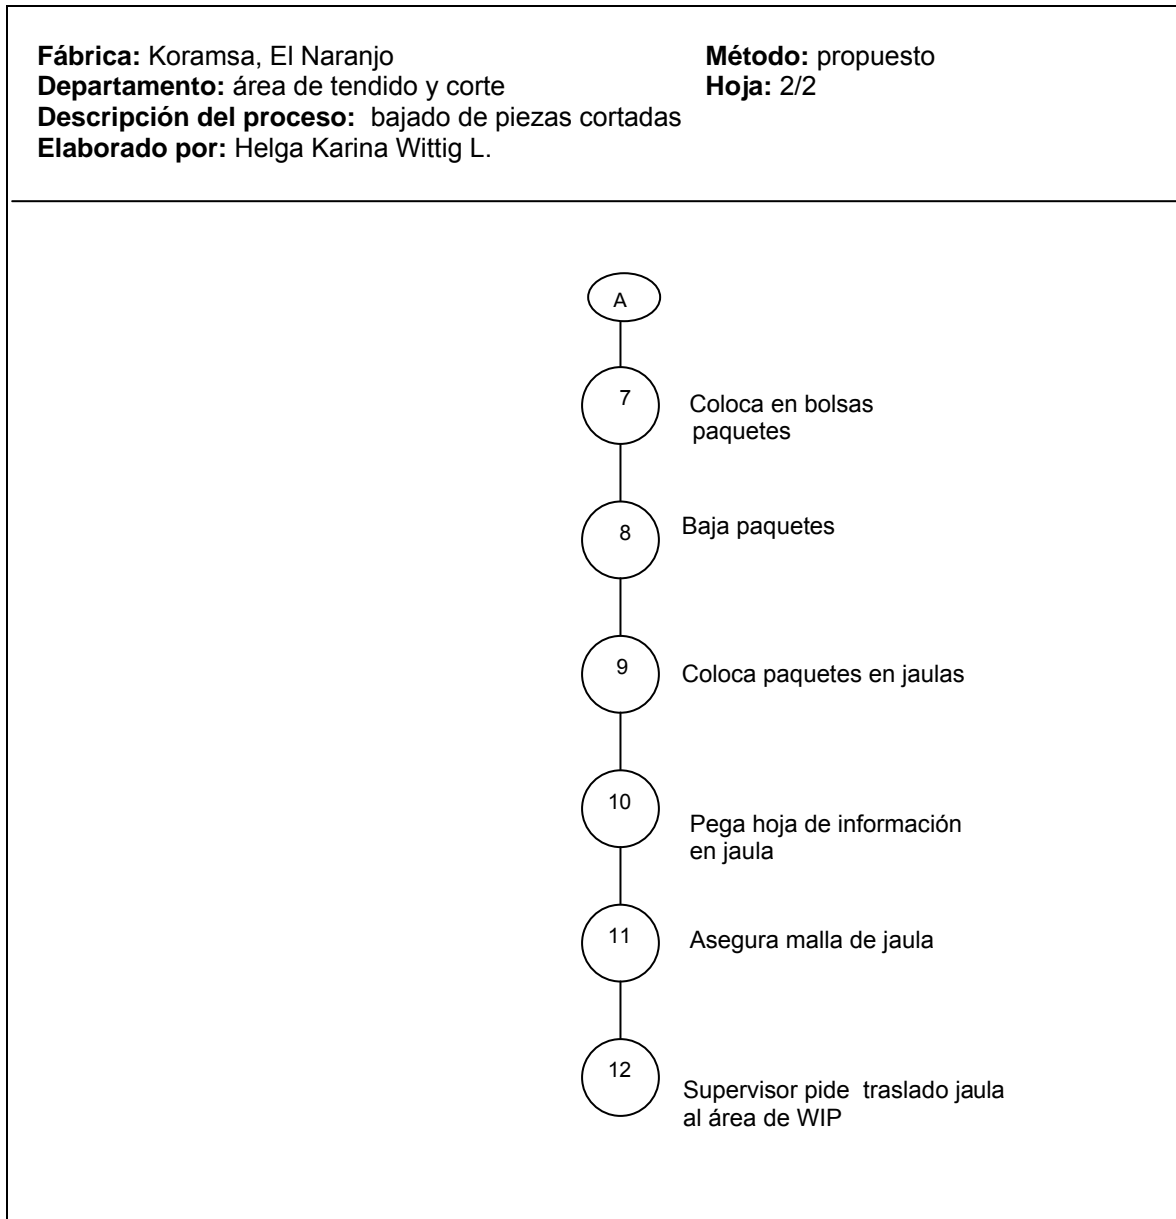 Fábrica: Koramsa, El Naranjo Método: propuesto
Departamento: área de tendido y corte Hoja: 2/2
Descripción del proceso: bajado de piezas cortadas
Elaborado por: Helga Karina Wittig L.
A
7
Coloca en bolsas
paquetes
8
Baja paquetes
9
Coloca paquetes en jaulas
10
Pega hoja de información
en jaula
11
Asegura malla de jaula
12
Supervisor pide traslado jaula
al área de WIP